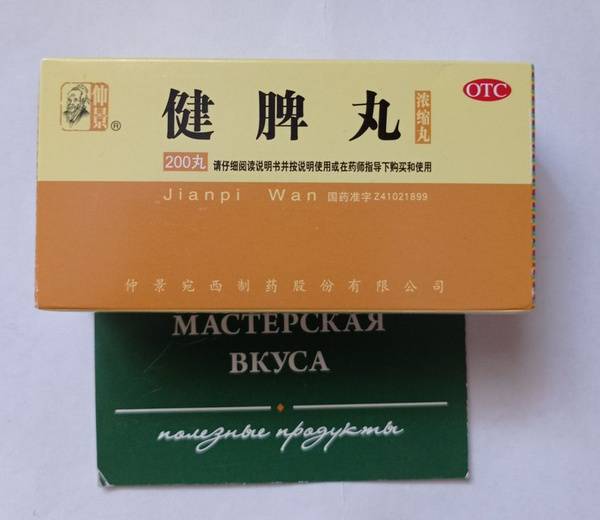 仲景®
健脾丸
浓缩丸
OTC
200丸 请仔细阅读说明书并按说明使用或在药师指导下购买和使用
Jianpi Wan 国药准字Z41021899
仲景宛西制药股份有限公司
МАСТЕРСКАЯ
ВКУСА
полезные продукты